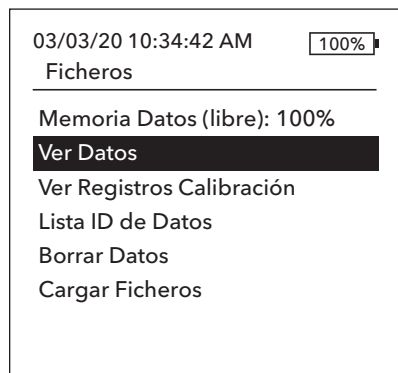 03/03/20 10:34:42 AM 100%
Ficheros
Memoria Datos (libre): 100%
Ver Datos
Ver Registros Calibración
Lista ID de Datos
Borrar Datos
Cargar Ficheros